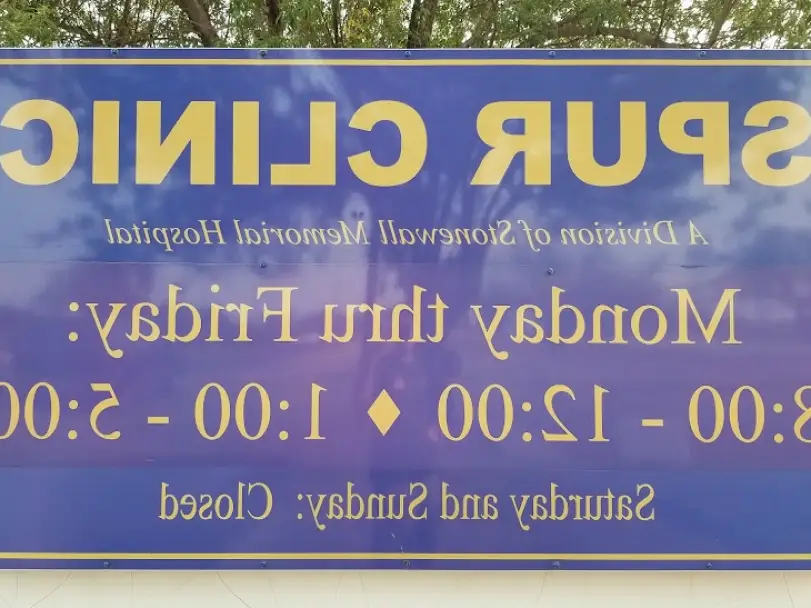 SPUR CLINIC
A Division of Stonewall Memorial Hospital
Monday thru Friday:
8:00 - 12:00 ♦ 1:00 - 5:00
Saturday and Sunday: Closed